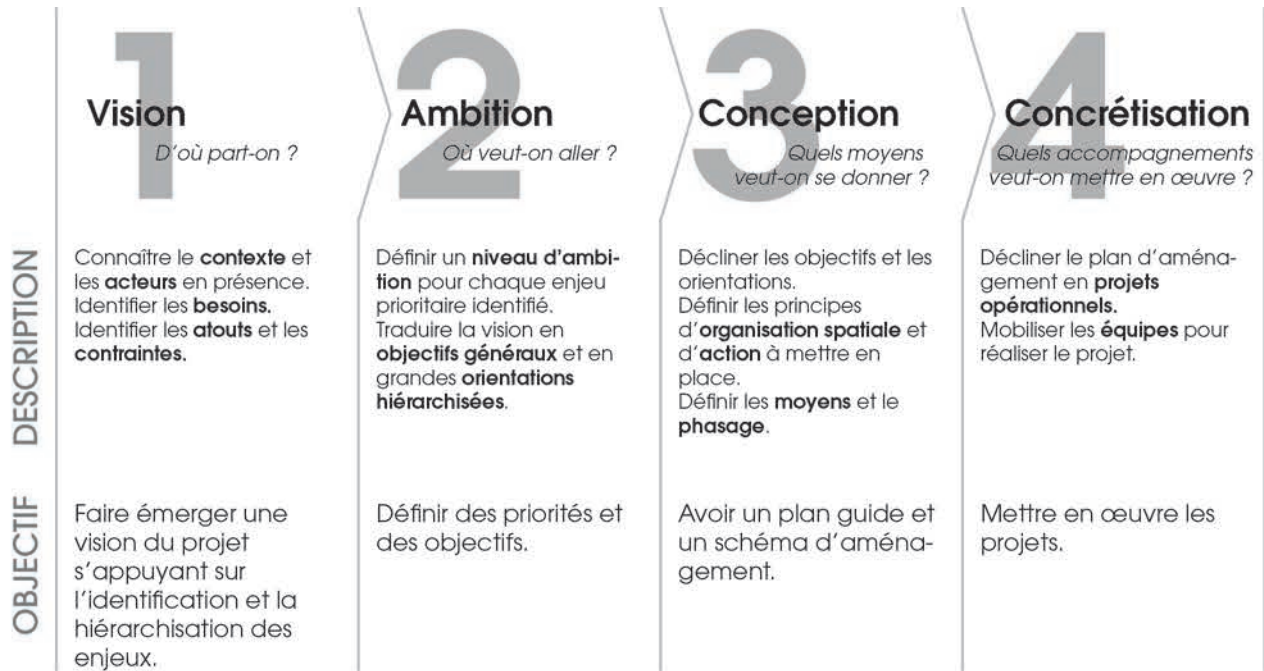 1
Vision
D'où part-on ?
2
Ambition
Où veut-on aller ?
3
Conception
Quels moyens
veut-on se donner ?
4
Concrétisation
Quels accompagnements
veut-on mettre en œuvre ?
DESCRIPTION
Connaître le contexte et
les acteurs en présence.
Identifier les besoins.
Identifier les atouts et les
contraintes.
Définir un niveau d'ambi-
tion pour chaque enjeu
prioritaire identifié.
Traduire la vision en
objectifs généraux et en
grandes orientations
hiérarchisées.
Décliner les objectifs et les
orientations.
Définir les principes
d'organisation spatiale et
d'action à mettre en
place.
Définir les moyens et le
phasage.
Décliner le plan d'aména-
gement en projets
opérationnels.
Mobiliser les équipes pour
réaliser le projet.
OBJECTIF
Faire émerger une
vision du projet
s'appuyant sur
l'identification et la
hiérarchisation des
enjeux.
Définir des priorités et
des objectifs.
Avoir un plan guide et
un schéma d'aména-
gement.
Mettre en œuvre les
projets.